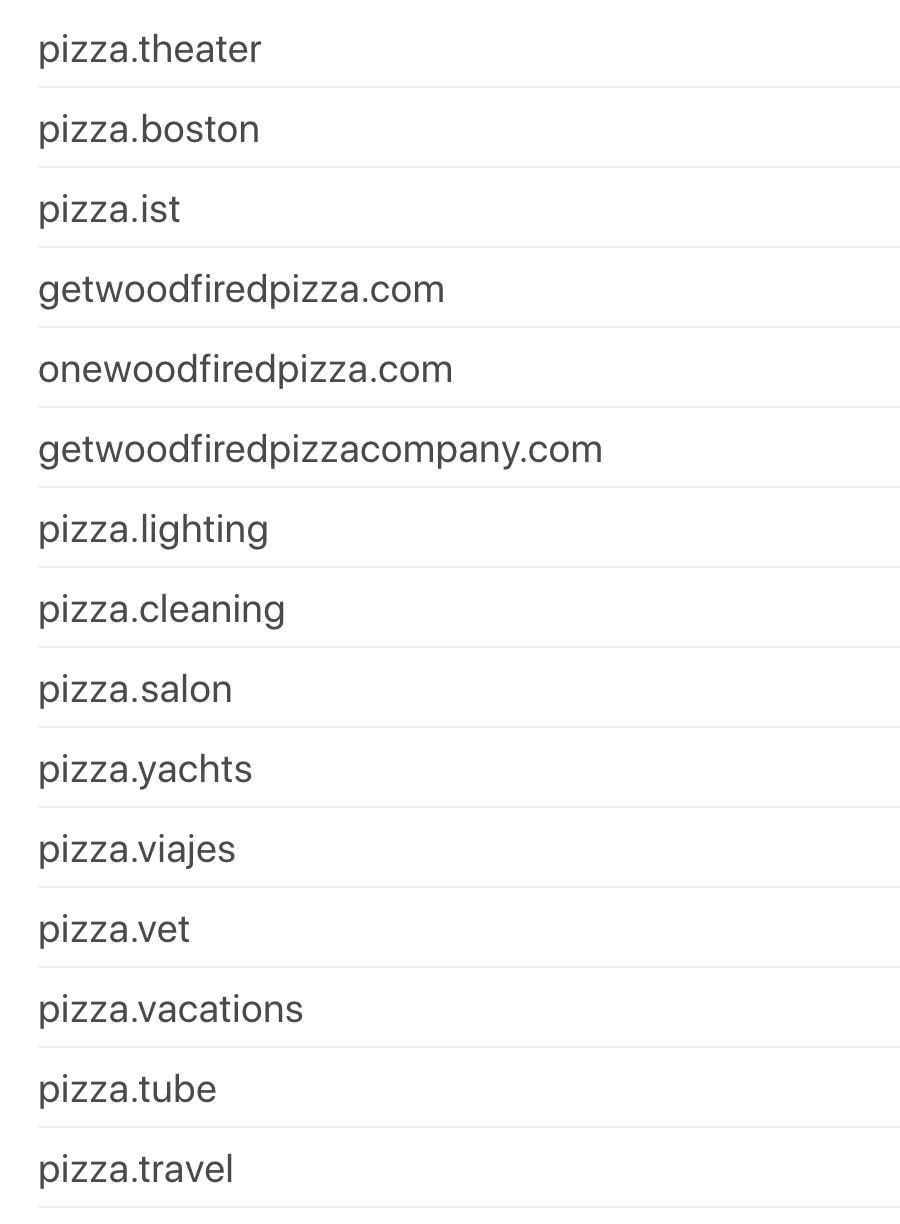 pizza.theater
pizza.boston
pizza.ist
getwoodfiredpizza.com
onewoodfiredpizza.com
getwoodfiredpizzacompany.com
pizza.lighting
pizza.cleaning
pizza.salon
pizza.yachts
pizza.viajes
pizza.vet
pizza.vacations
pizza.tube
pizza.travel